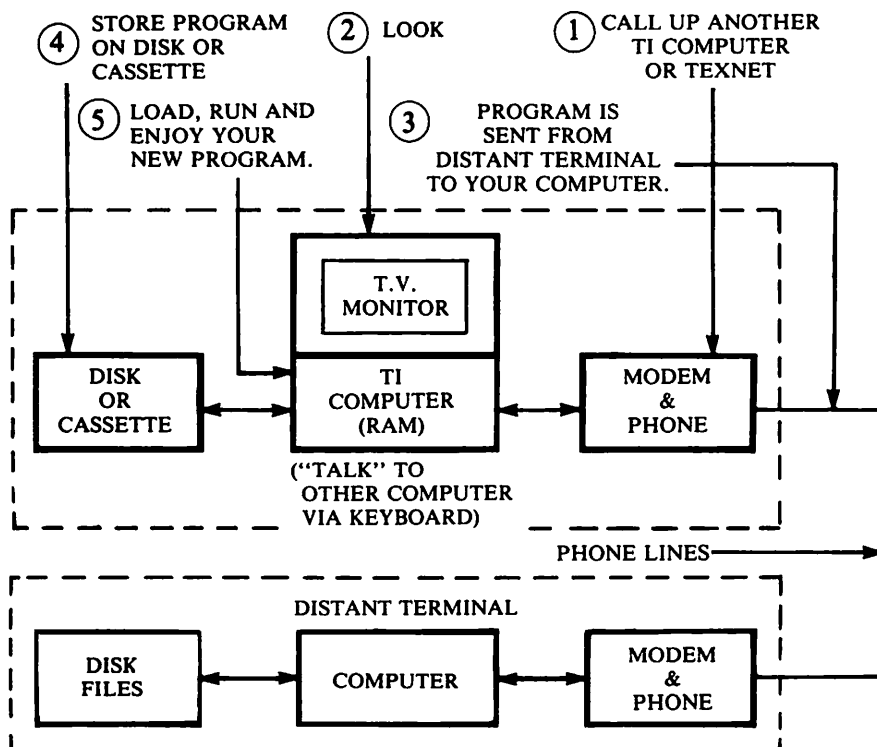 4 STORE PROGRAM
ON DISK OR
CASSETTE
2 LOOK
1 CALL UP ANOTHER
TI COMPUTER
OR TEXNET
5 LOAD, RUN AND
ENJOY YOUR
NEW PROGRAM.
3 PROGRAM IS
SENT FROM
DISTANT TERMINAL
TO YOUR COMPUTER.
T.V.
MONITOR
DISK
OR
CASSETTE
TI
COMPUTER
(RAM)
MODEM
&
PHONE
("TALK" TO
OTHER COMPUTER
VIA KEYBOARD)
PHONE LINES
DISTANT TERMINAL
DISK
FILES
COMPUTER
MODEM
&
PHONE